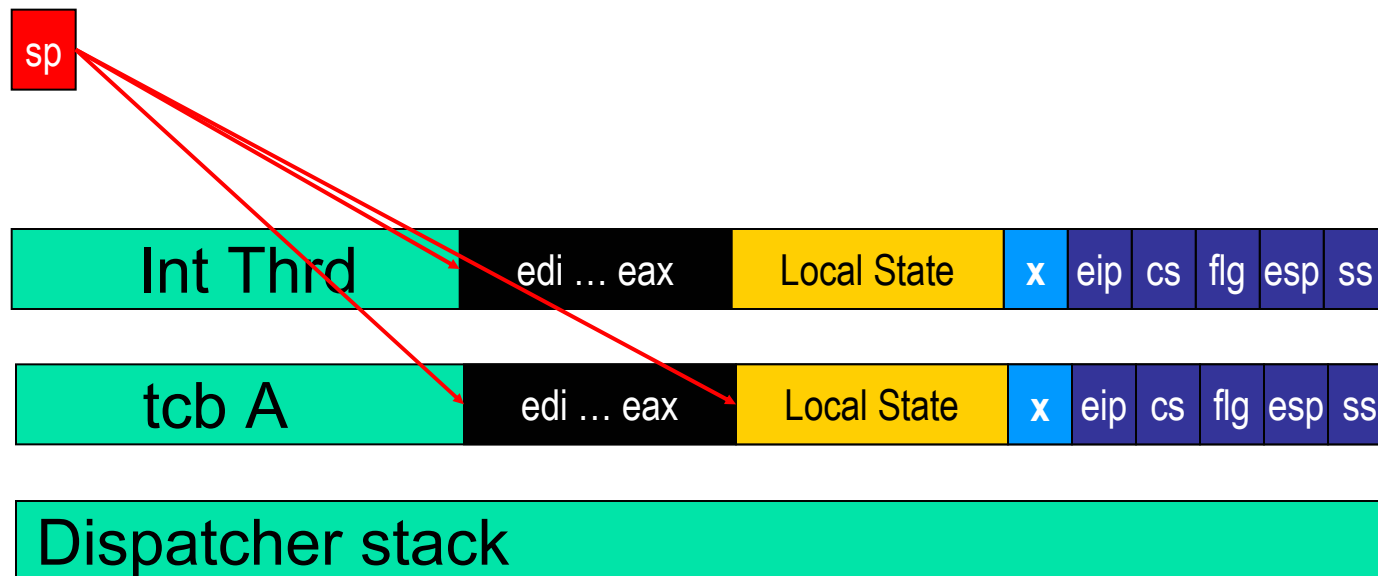 sp
Int Thrd edi … eax Local State x eip cs flg esp ss
tcb A edi … eax Local State x eip cs flg esp ss
Dispatcher stack